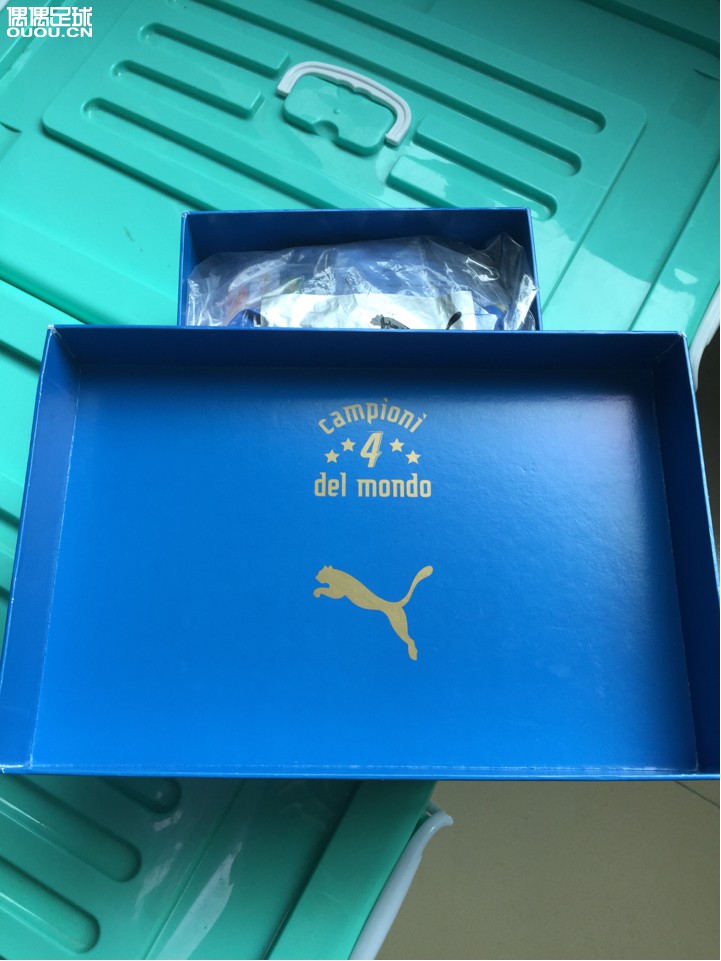 偶偶足球
OUOU.CN
campioni
4
del mondo